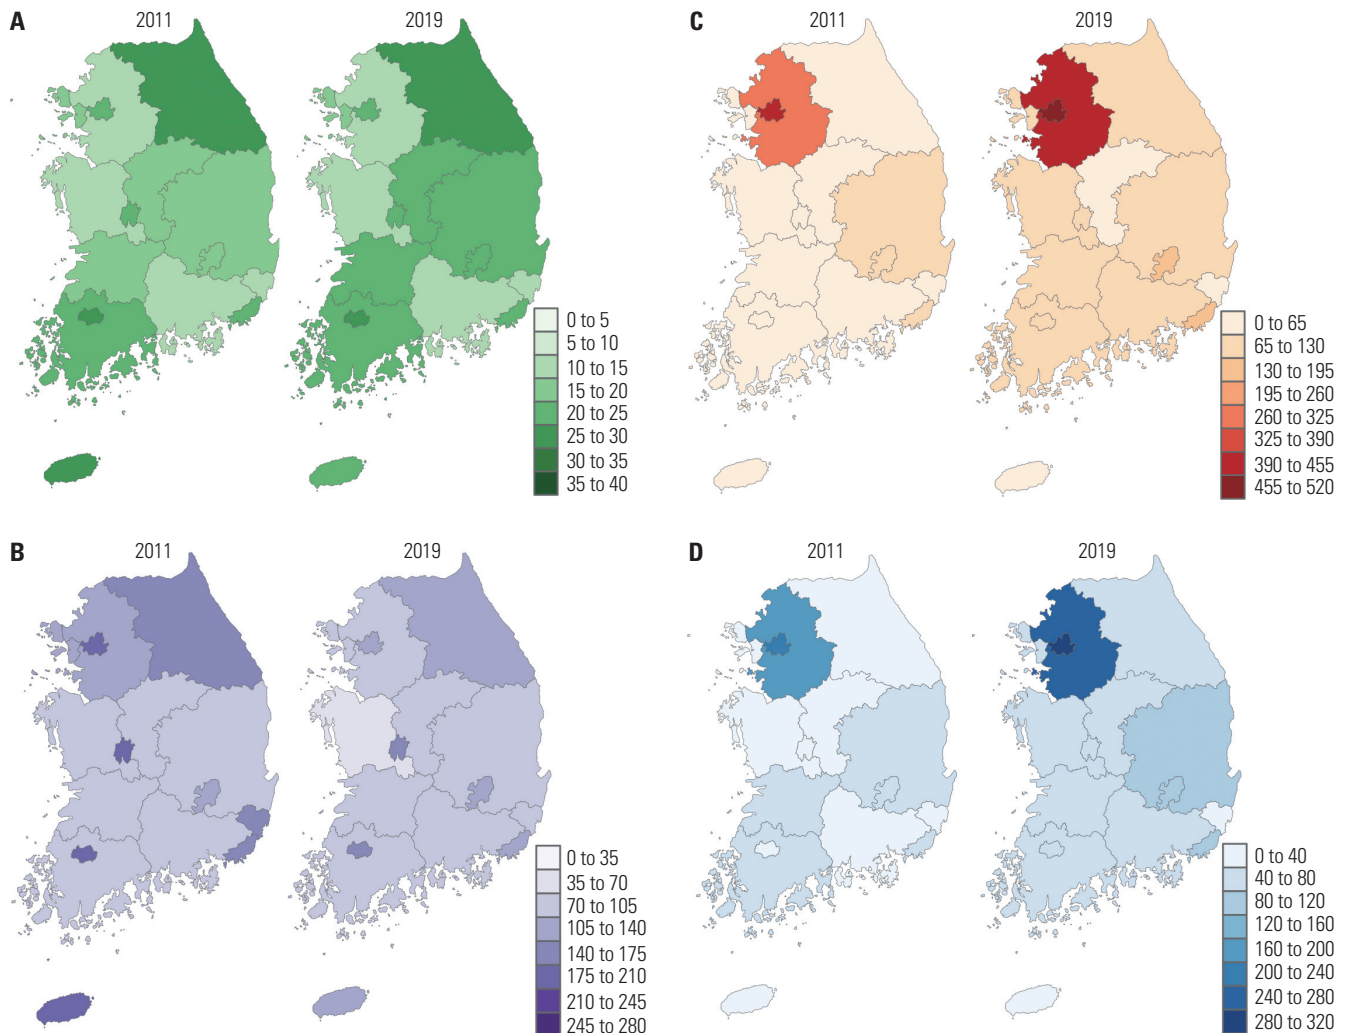 A
2011
2019
0 to 5
5 to 10
10 to 15
15 to 20
20 to 25
25 to 30
30 to 35
35 to 40
C
2011
2019
0 to 65
65 to 130
130 to 195
195 to 260
260 to 325
325 to 390
390 to 455
455 to 520
B
2011
2019
0 to 35
35 to 70
70 to 105
105 to 140
140 to 175
175 to 210
210 to 245
245 to 280
D
2011
2019
0 to 40
40 to 80
80 to 120
120 to 160
160 to 200
200 to 240
240 to 280
280 to 320